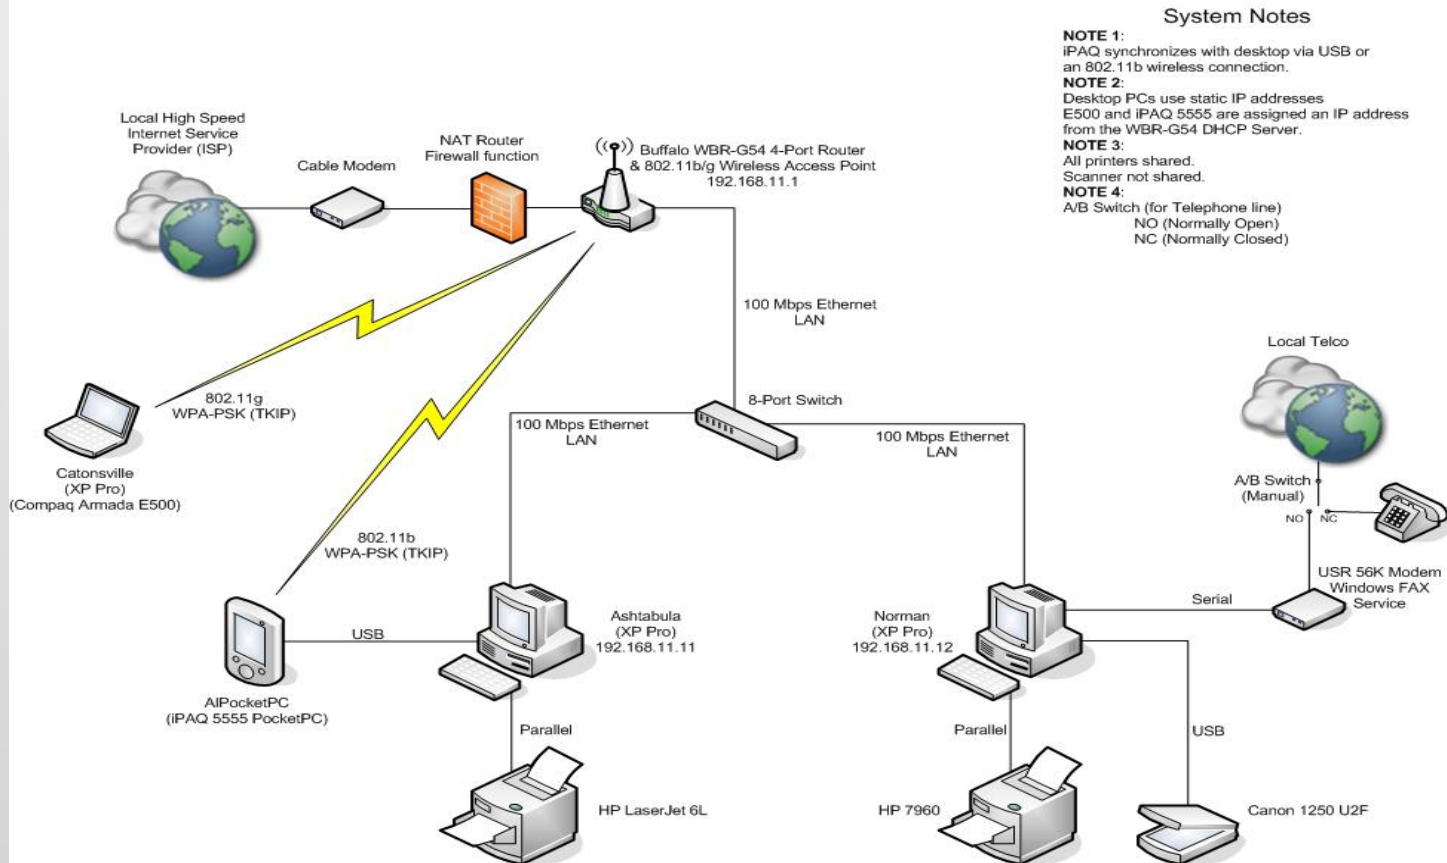 System Notes
NOTE 1:
iPAQ synchronizes with desktop via USB or
an 802.11b wireless connection.
NOTE 2:
Desktop PCs use static IP addresses
E500 and iPAQ 5555 are assigned an IP address
from the WBR-G54 DHCP Server.
NOTE 3:
All printers shared.
Scanner not shared.
NOTE 4:
A/B Switch (for Telephone line)
NO (Normally Open)
NC (Normally Closed)
Local High Speed
Internet Service
Provider (ISP)
Cable Modem
NAT Router
Firewall function
Buffalo WBR-G54 4-Port Router
& 802.11b/g Wireless Access Point
192.168.11.1
100 Mbps Ethernet
LAN
Local Telco
802.11g
WPA-PSK (TKIP)
8-Port Switch
100 Mbps Ethernet
LAN
100 Mbps Ethernet
LAN
Catonsville
(XP Pro)
(Compaq Armada E500)
A/B Switch
(Manual)
NO
NC
802.11b
WPA-PSK (TKIP)
USR 56K Modem
Windows FAX
Service
Serial
USB
Ashtabula
(XP Pro)
192.168.11.11
Norman
(XP Pro)
192.168.11.12
AlPocketPC
(iPAQ 5555 PocketPC)
Parallel
Parallel
USB
HP LaserJet 6L
HP 7960
Canon 1250 U2F